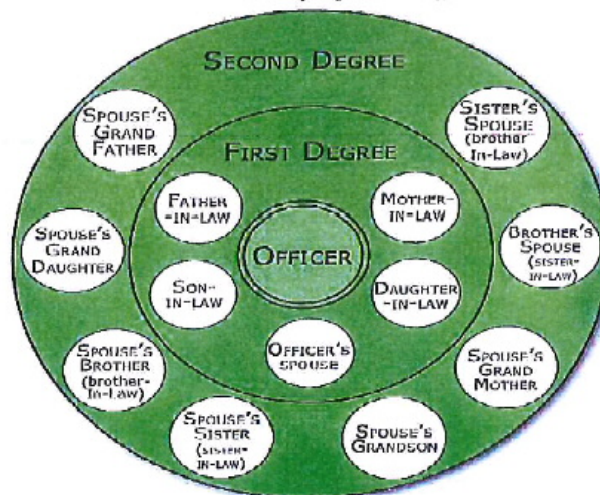 SECOND DEGREE
SPOUSE'S
GRAND
FATHER
SISTER'S
SPOUSE
(brother-
In-Law)
FIRST DEGREE
FATHER
-IN-LAW
MOTHER-
IN-LAW
OFFICER
SPOUSE'S
GRAND
DAUGHTER
BROTHER'S
SPOUSE
(SISTER-
IN-LAW)
SON-
IN-LAW
DAUGHTER
-IN-LAW
OFFICER'S
SPOUSE
SPOUSE'S
BROTHER
(brother-
In-Law)
SPOUSE'S
GRAND
MOTHER
SPOUSE'S
SISTER
(SISTER-
IN-LAW)
SPOUSE'S
GRANDSON